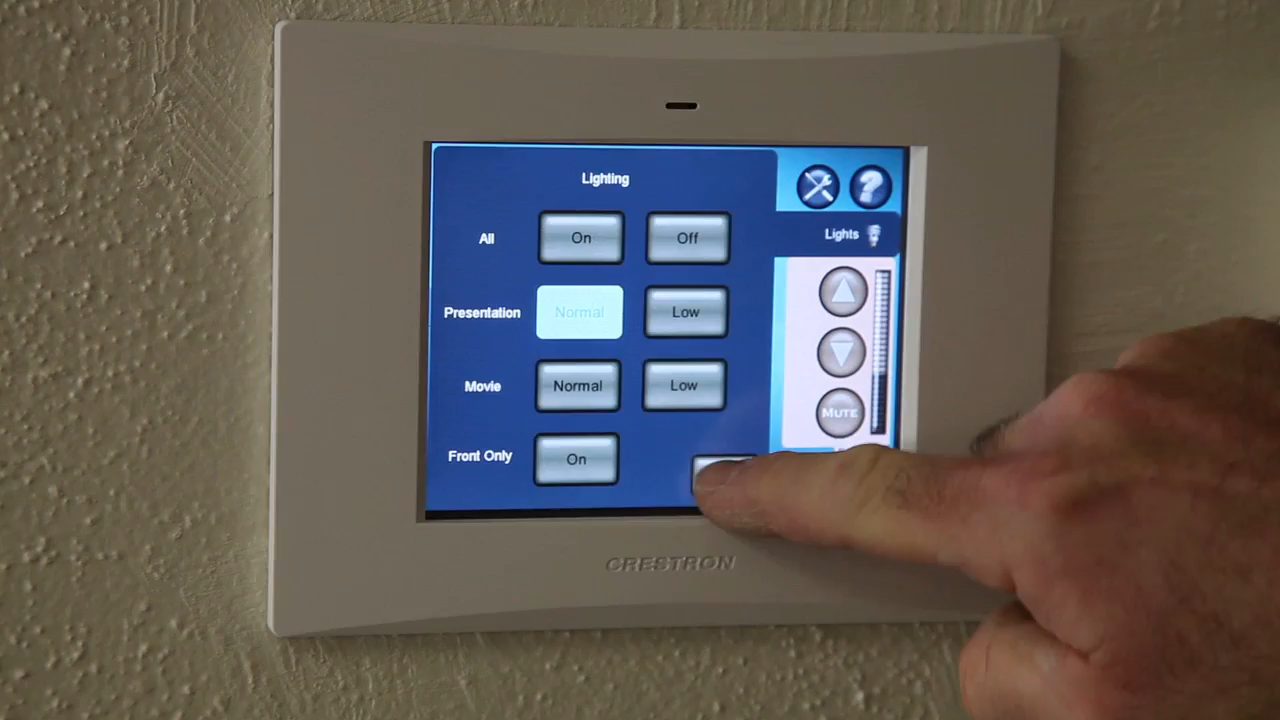 Lighting
All On Off
Lights
Presentation Normal Low
Movie Normal Low
MUTE
Front Only On
CRESTRON